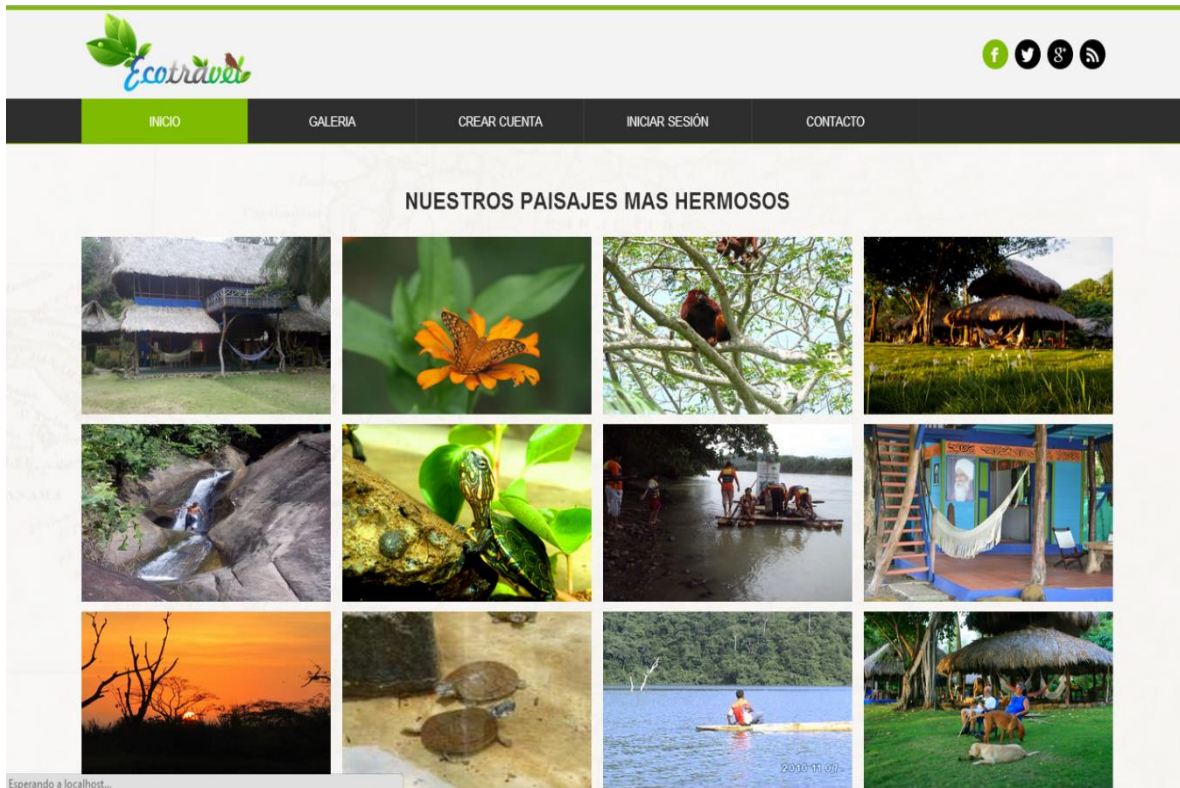 Ecotravel
INICIO
GALERIA
CREAR CUENTA
INICIAR SESIÓN
CONTACTO
NUESTROS PAISAJES MAS HERMOSOS
Esperando a localhost...